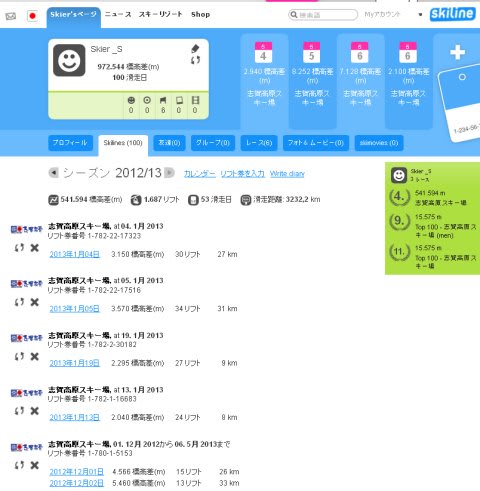 Skier'sページ ニュース スキーリゾート Shop
検索語 Myアカウント
skiline
Skier _S
972.544 標高差(m)
100 滑走日
0 0 6 0 0
5 5 6 6
4 5 6 6
2.940 標高差(m) 8.252 標高差(m) 7.128 標高差(m) 2.100 標高差(m)
志賀高原スキー場 志賀高原スキー場 志賀高原スキー場 志賀高原スキー場
プロフィール Skilines (100) 友達(0) グループ(0) レース(6) フォト & ムービー(0) skimovies (0)
シーズン 2012/13 カレンダー リフト券を入力 Write diary
541.594 標高差(m) 1.687 リフト 53 滑走日 滑走距離: 3232,2 km
Skier _S
3 レース
4. 541.594 m
志賀高原スキー場
9. 15.575 m
Top 100 - 志賀高原スキー場 (men)
11. 15.575 m
Top 100 - 志賀高原スキー場
志賀高原スキー場, at 04. 1月 2013
リフト券番号 1-782-22-17323
2013年1月04日 3.150 標高差(m) 30 リフト 27 km
志賀高原スキー場, at 05. 1月 2013
リフト券番号 1-782-22-17516
2013年1月05日 3.570 標高差(m) 34 リフト 31 km
志賀高原スキー場, at 19. 1月 2013
リフト券番号 1-782-2-30182
2013年1月19日 2.295 標高差(m) 27 リフト 9 km
志賀高原スキー場, at 13. 1月 2013
リフト券番号 1-782-1-16683
2013年1月13日 2.040 標高差(m) 24 リフト 8 km
志賀高原スキー場, 01. 12月 2012から 06. 5月 2013まで
リフト券番号 1-780-1-5153
2012年12月01日 4.566 標高差(m) 15 リフト 26 km
2012年12月02日 5.460 標高差(m) 13 リフト 33 km